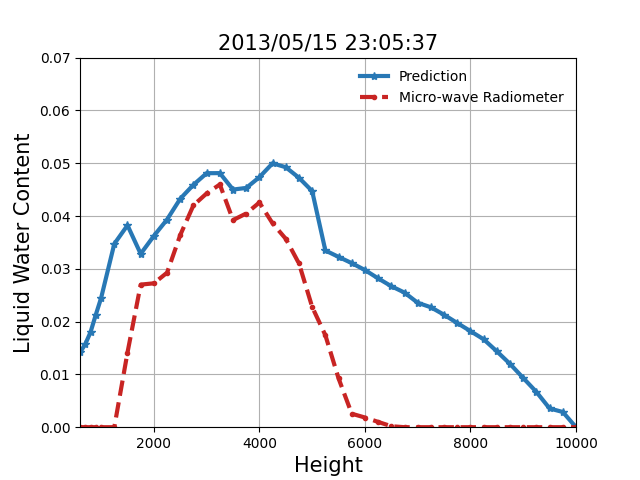 2013/05/15 23:05:37
0.07
0.06
0.05
0.04
0.03
0.02
0.01
0.00
Liquid Water Content
Prediction
Micro-wave Radiometer
2000 4000 6000 8000 10000
Height